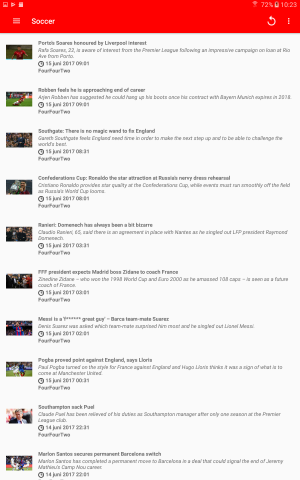 72% 10:23
Soccer
Porto's Soares honoured by Liverpool interest
Rafa Soares, 22, is aware of interest from the Premier League following an impressive campaign on loan at Rio
Ave from Porto.
15 juni 2017 09:01
FourFourTwo
Robben feels he is approaching end of career
Arjen Robben has suggested he could hang up his boots once his contract with Bayern Munich expires in 2018.
15 juni 2017 09:01
FourFourTwo
Southgate: There is no magic wand to fix England
Gareth Southgate feels England need time in order to make the next step up and to be able to challenge the
world's best.
15 juni 2017 08:31
FourFourTwo
Confederations Cup: Ronaldo the star attraction at Russia's nervy dress rehearsal
Cristiano Ronaldo provides star quality at the Confederations Cup, while events must run smoothly off the field
as Russia's World Cup looms.
15 juni 2017 08:01
FourFourTwo
Ranieri: Domenech has always been a bit bizarre
Claudio Ranieri, 65, said there is an agreement in place with Nantes as he singled out LFP president Raymond
Domenech.
15 juni 2017 03:31
FourFourTwo
FFF president expects Madrid boss Zidane to coach France
Zinedine Zidane – who won the 1998 World Cup and Euro 2000 as he amassed 108 caps – is seen as a future
coach of France.
15 juni 2017 03:01
FourFourTwo
Messi is a 'f****** great guy' – Barca team-mate Suarez
Denis Suarez was asked which team-mate surprised him most and he singled out Lionel Messi.
15 juni 2017 02:01
FourFourTwo
Pogba proved point against England, says Lloris
Paul Pogba turned on the style for France against England and Hugo Lloris thinks it was a sign of what is to
come at Manchester United.
15 juni 2017 00:31
FourFourTwo
Southampton sack Puel
Claude Puel has been relieved of his duties as Southampton manager after only one season at the Premier
League club.
14 juni 2017 22:31
FourFourTwo
Marlon Santos secures permanent Barcelona switch
Marlon Santos has completed a permanent move to Barcelona in a deal that could signal the end of Jeremy
Mathieu's Camp Nou career.
14 juni 2017 22:01